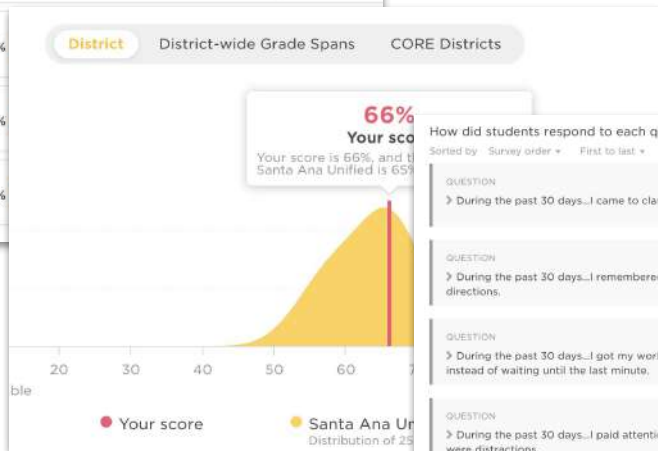 District
District-wide Grade Spans
CORE Districts
66%
Your sco
Your score is 66%, and t
Santa Ana Unified is 65%
20
30
40
50
60
ble
Your score
Santa Ana Un
Distribution of 25
How did students respond to each q
Sorted by Survey order First to last
QUESTION
> During the past 30 days...I came to cla
QUESTION
> During the past 30 days...I remembered
directions.
QUESTION
> During the past 30 days...I got my work
instead of waiting until the last minute.
QUESTION
> During the past 30 days...I paid attenti
were distractions